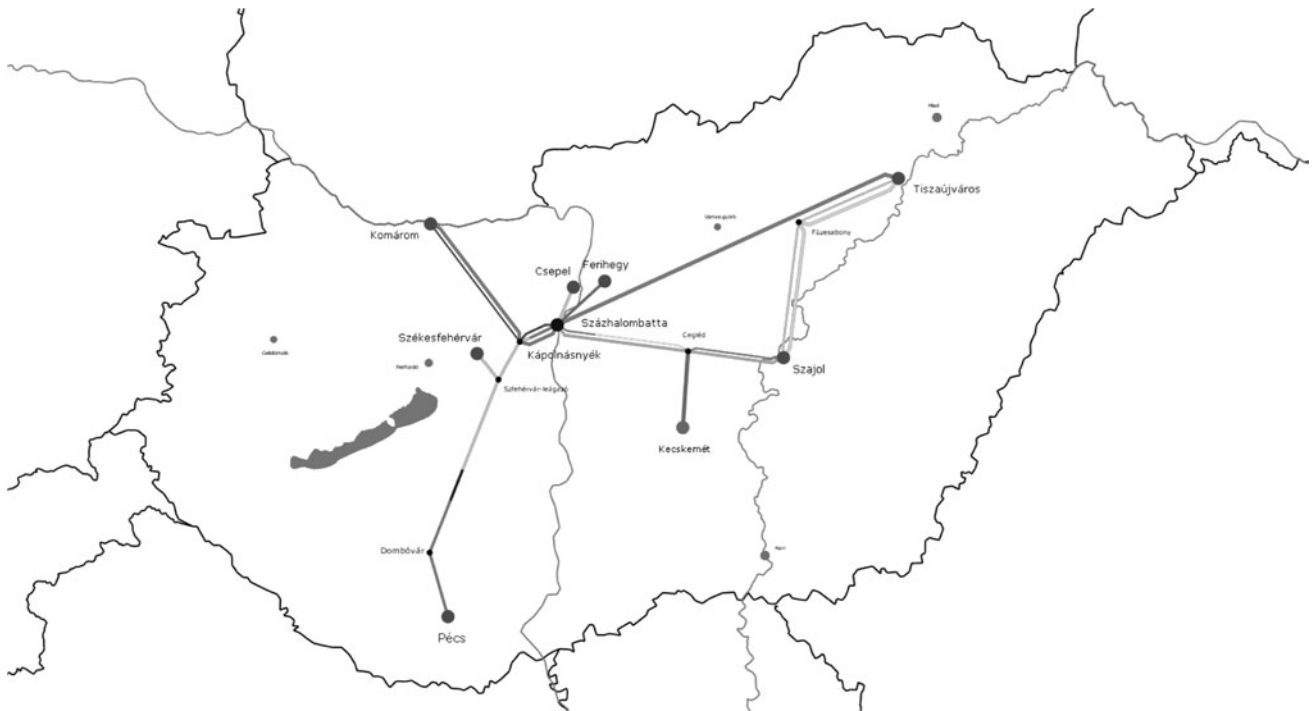 Tiszaújváros
Komárom
Füzesabony
Csepel
Ferihegy
Százhalombatta
Székesfehérvár
Kápolnásnyék
Cegléd
Szajol
Kecskemét
Dombóvár
Pécs